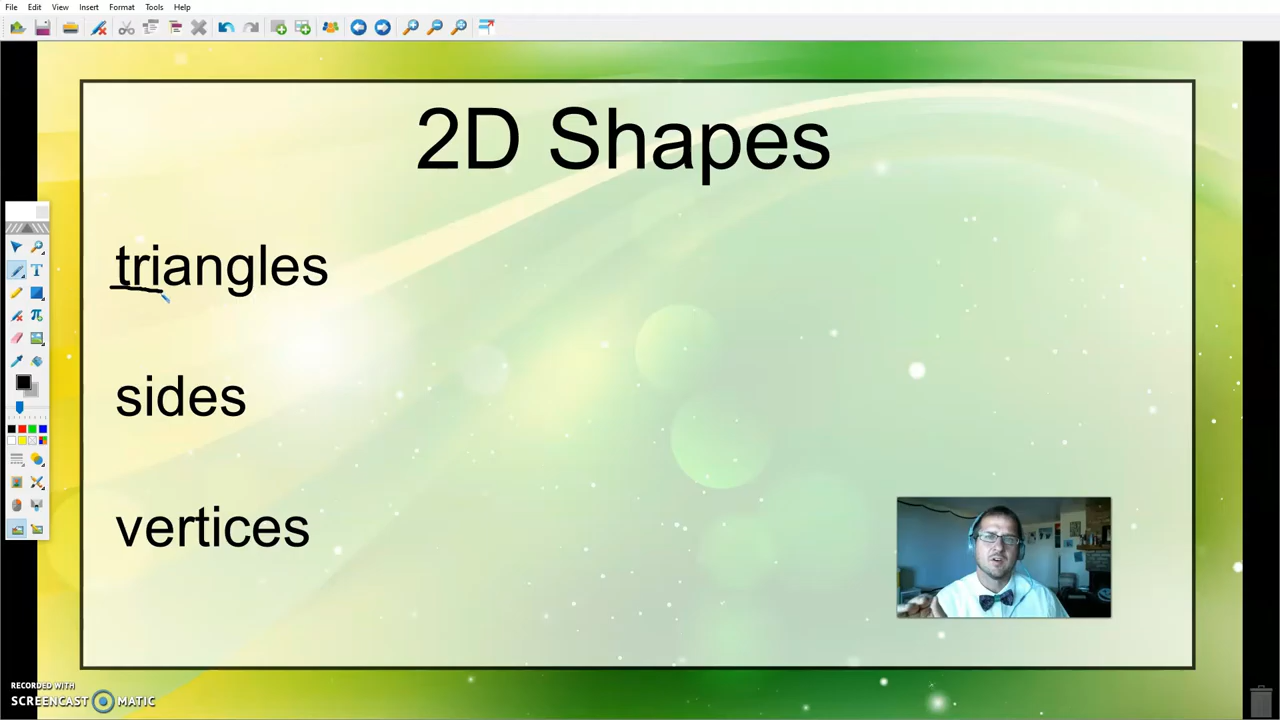 File Edit View Insert Format Tools Help
2D Shapes
triangles
sides
vertices
RECORDED WITH
SCREENCAST MATIC